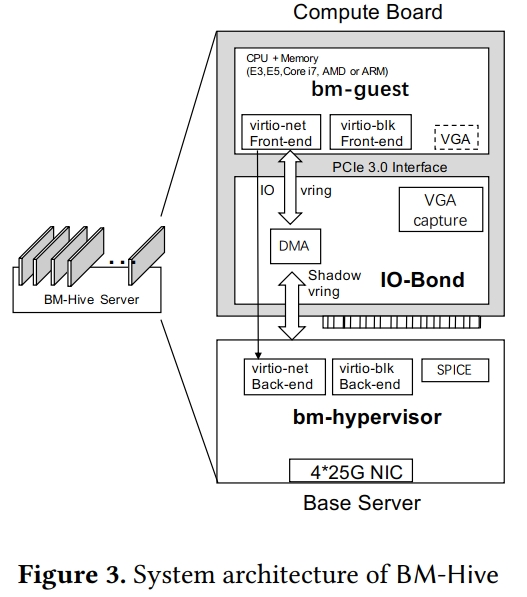 Compute Board
CPU + Memory
(E3,E5,Core i7, AMD or ARM)
bm-guest
virtio-net
Front-end
virtio-blk
Front-end
VGA
PCIe 3.0 Interface
IO
vring
VGA
capture
DMA
IO-Bond
Shadow
vring
BM-Hive Server
virtio-net
Back-end
virtio-blk
Back-end
SPICE
bm-hypervisor
4*25G NIC
Base Server
Figure 3. System architecture of BM-Hive